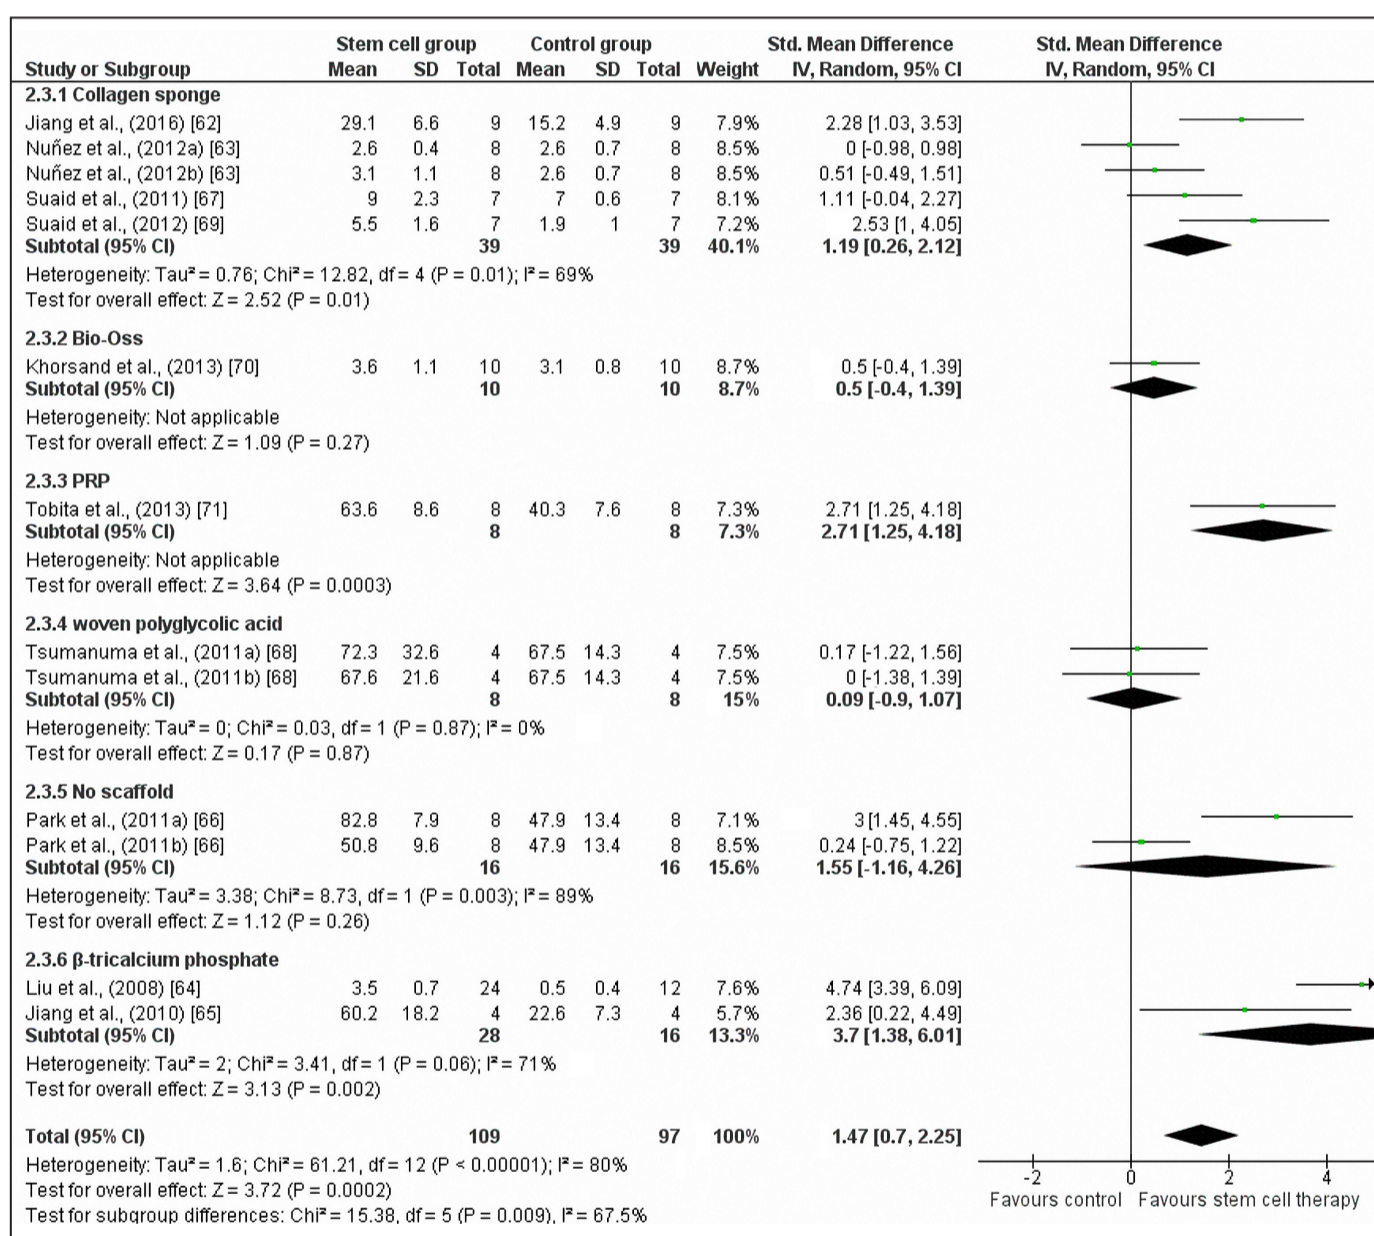 Stem cell group Control group Std. Mean Difference Std. Mean Difference
Study or Subgroup Mean SD Total Mean SD Total Weight IV, Random, 95% CI IV, Random, 95% CI
2.3.1 Collagen sponge
Jiang et al., (2016) [62] 29.1 6.6 9 15.2 4.9 9 7.9% 2.28 [1.03, 3.53]
Nuñez et al., (2012a) [63] 2.6 0.4 8 2.6 0.7 8 8.5% 0 [-0.98, 0.98]
Nuñez et al., (2012b) [63] 3.1 1.1 8 2.6 0.7 8 8.5% 0.51 [-0.49, 1.51]
Suaid et al., (2011) [67] 9 2.3 7 7 0.6 7 8.1% 1.11 [-0.04, 2.27]
Suaid et al., (2012) [69] 5.5 1.6 7 1.9 1 7 7.2% 2.53 [1, 4.05]
Subtotal (95% CI) 39 39 40.1% 1.19 [0.26, 2.12]
Heterogeneity: Tau² = 0.76; Chi² = 12.82, df = 4 (P = 0.01); I² = 69%
Test for overall effect: Z = 2.52 (P = 0.01)
2.3.2 Bio-Oss
Khorsand et al., (2013) [70] 3.6 1.1 10 3.1 0.8 10 8.7% 0.5 [-0.4, 1.39]
Subtotal (95% CI) 10 10 8.7% 0.5 [-0.4, 1.39]
Heterogeneity: Not applicable
Test for overall effect: Z = 1.09 (P = 0.27)
2.3.3 PRP
Tobita et al., (2013) [71] 63.6 8.6 8 40.3 7.6 8 7.3% 2.71 [1.25, 4.18]
Subtotal (95% CI) 8 8 7.3% 2.71 [1.25, 4.18]
Heterogeneity: Not applicable
Test for overall effect: Z = 3.64 (P = 0.0003)
2.3.4 woven polyglycolic acid
Tsumanuma et al., (2011a) [68] 72.3 32.6 4 67.5 14.3 4 7.5% 0.17 [-1.22, 1.56]
Tsumanuma et al., (2011b) [68] 67.6 21.6 4 67.5 14.3 4 7.5% 0 [-1.38, 1.39]
Subtotal (95% CI) 8 8 15% 0.09 [-0.9, 1.07]
Heterogeneity: Tau² = 0; Chi² = 0.03, df = 1 (P = 0.87); I² = 0%
Test for overall effect: Z = 0.17 (P = 0.87)
2.3.5 No scaffold
Park et al., (2011a) [66] 82.8 7.9 8 47.9 13.4 8 7.1% 3 [1.45, 4.55]
Park et al., (2011b) [66] 50.8 9.6 8 47.9 13.4 8 8.5% 0.24 [-0.75, 1.22]
Subtotal (95% CI) 16 16 15.6% 1.55 [-1.16, 4.26]
Heterogeneity: Tau² = 3.38; Chi² = 8.73, df = 1 (P = 0.003); I² = 89%
Test for overall effect: Z = 1.12 (P = 0.26)
2.3.6 β-tricalcium phosphate
Liu et al., (2008) [64] 3.5 0.7 24 0.5 0.4 12 7.6% 4.74 [3.39, 6.09]
Jiang et al., (2010) [65] 60.2 18.2 4 22.6 7.3 4 5.7% 2.36 [0.22, 4.49]
Subtotal (95% CI) 28 16 13.3% 3.7 [1.38, 6.01]
Heterogeneity: Tau² = 2; Chi² = 3.41, df = 1 (P = 0.06); I² = 71%
Test for overall effect: Z = 3.13 (P = 0.002)
Total (95% CI) 109 97 100% 1.47 [0.7, 2.25]
Heterogeneity: Tau² = 1.6; Chi² = 61.21, df = 12 (P < 0.00001); I² = 80%
Test for overall effect: Z = 3.72 (P = 0.0002)
Test for subgroup differences: Chi² = 15.38, df = 5 (P = 0.009), I² = 67.5%
-2 0 2 4
Favours control Favours stem cell therapy